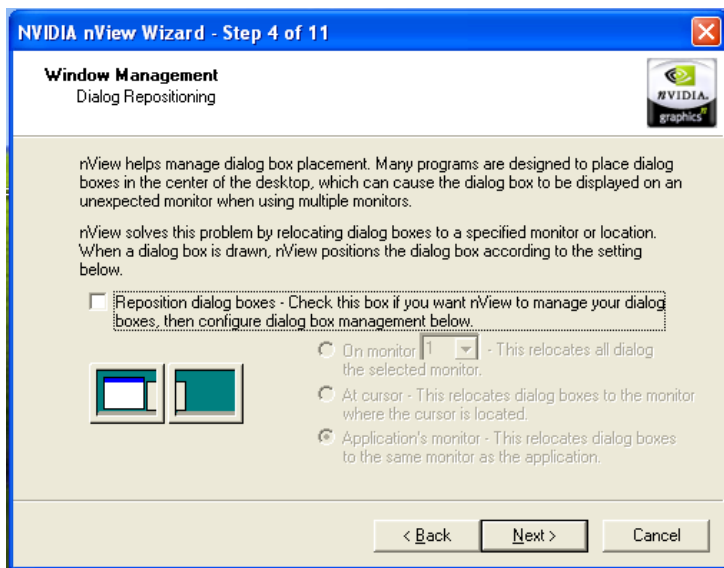 NVIDIA nView Wizard - Step 4 of 11
Window Management
Dialog Repositioning
nVIDIA.
graphics
nView helps manage dialog box placement. Many programs are designed to place dialog
boxes in the center of the desktop, which can cause the dialog box to be displayed on an
unexpected monitor when using multiple monitors.
nView solves this problem by relocating dialog boxes to a specified monitor or location.
When a dialog box is drawn, nView positions the dialog box according to the setting
below.
Reposition dialog boxes - Check this box if you want nView to manage your dialog
boxes, then configure dialog box management below.
On monitor 1 - This relocates all dialog
the selected monitor.
At cursor - This relocates dialog boxes to the monitor
where the cursor is located.
Application's monitor - This relocates dialog boxes
to the same monitor as the application.
< Back Next > Cancel